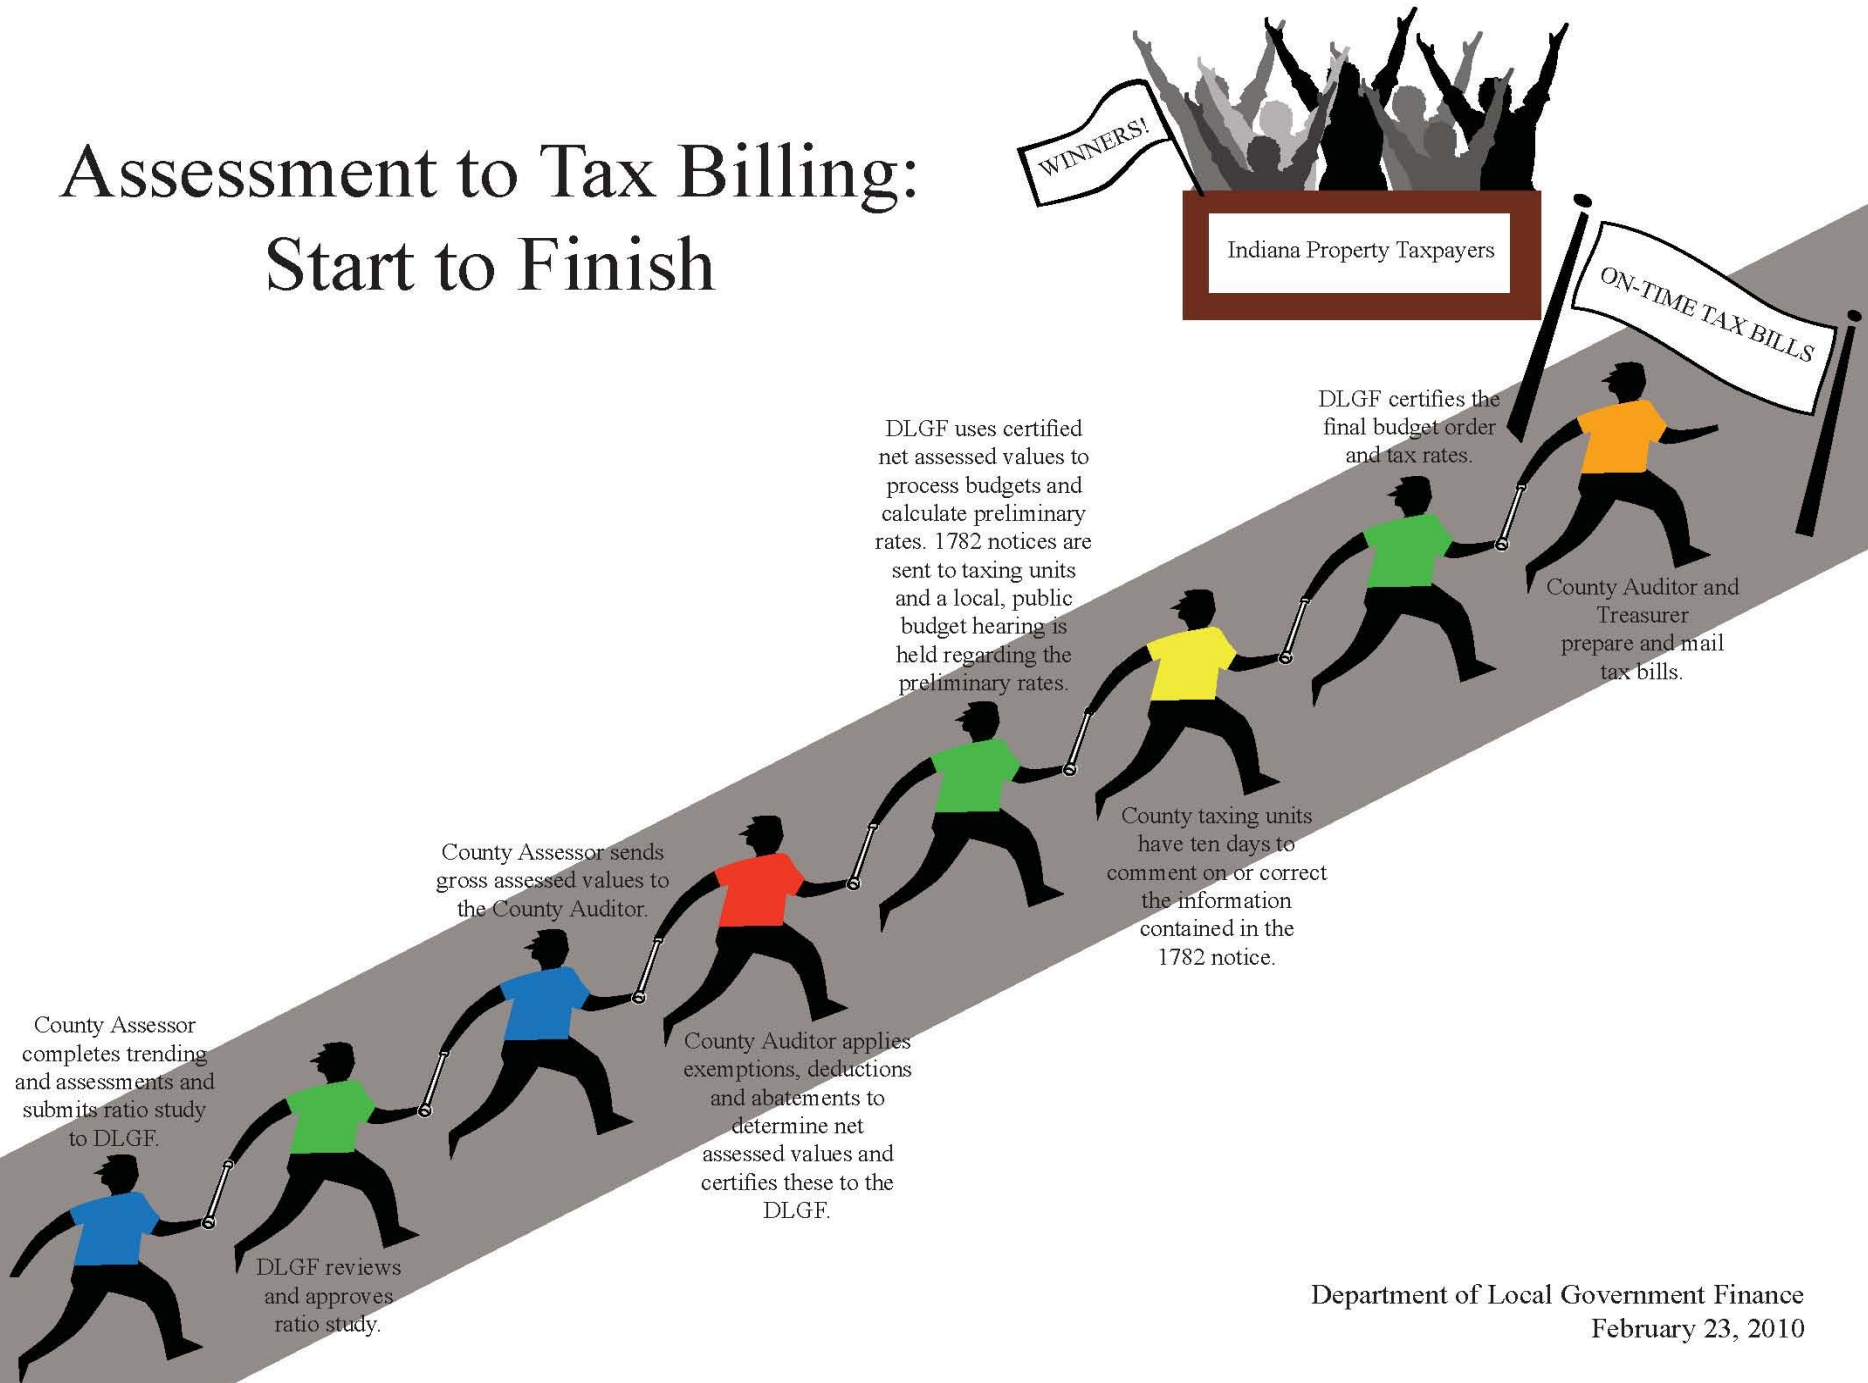 Assessment to Tax Billing:
Start to Finish
WINNERS!
Indiana Property Taxpayers
ON-TIME TAX BILLS
County Assessor
completes trending
and assessments and
submits ratio study
to DLGF.
DLGF reviews
and approves
ratio study.
County Assessor sends
gross assessed values to
the County Auditor.
County Auditor applies
exemptions, deductions
and abatements to
determine net
assessed values and
certifies these to the
DLGF.
DLGF uses certified
net assessed values to
process budgets and
calculate preliminary
rates. 1782 notices are
sent to taxing units
and a local, public
budget hearing is
held regarding the
preliminary rates.
County taxing units
have ten days to
comment on or correct
the information
contained in the
1782 notice.
DLGF certifies the
final budget order
and tax rates.
County Auditor and
Treasurer
prepare and mail
tax bills.
Department of Local Government Finance
February 23, 2010